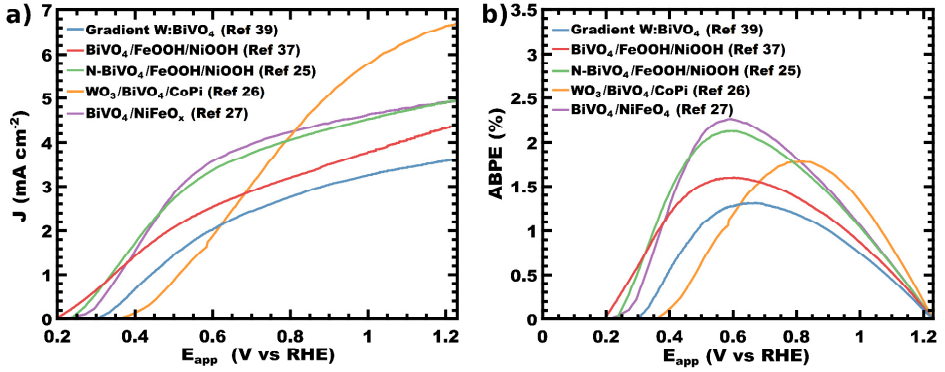 a)
7
6
5
4
3
2
1
0
J (mA cm⁻²)
Gradient W:BiVO₄ (Ref 39)
BiVO₄/FeOOH/NiOOH (Ref 37)
N-BiVO₄/FeOOH/NiOOH (Ref 25)
WO₃/BiVO₄/CoPi (Ref 26)
BiVO₄/NiFeOₓ (Ref 27)
0.2 0.4 0.6 0.8 1 1.2
E_app (V vs RHE)
b)
3.5
3
2.5
2
1.5
1
0.5
0
ABPE (%)
Gradient W:BiVO₄ (Ref 39)
BiVO₄/FeOOH/NiOOH (Ref 37)
N-BiVO₄/FeOOH/NiOOH (Ref 25)
WO₃/BiVO₄/CoPi (Ref 26)
BiVO₄/NiFeO₄ (Ref 27)
0 0.2 0.4 0.6 0.8 1 1.2
E_app (V vs RHE)